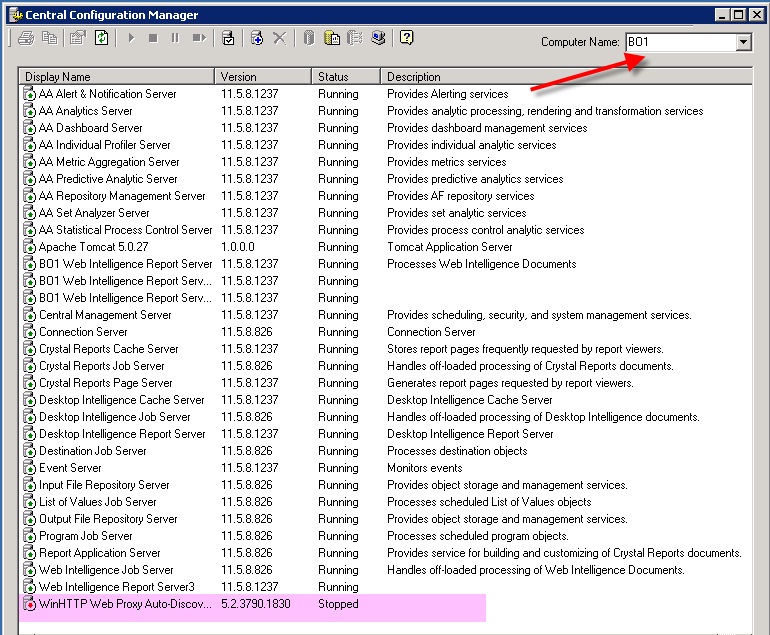 Central Configuration Manager
Computer Name: BO1
Display Name Version Status Description
AA Alert & Notification Server 11.5.8.1237 Running Provides Alerting services
AA Analytics Server 11.5.8.1237 Running Provides analytic processing, rendering and transformation services
AA Dashboard Server 11.5.8.1237 Running Provides dashboard management services
AA Individual Profiler Server 11.5.8.1237 Running Provides individual analytic services
AA Metric Aggregation Server 11.5.8.1237 Running Provides metrics services
AA Predictive Analytic Server 11.5.8.1237 Running Provides predictive analytics services
AA Repository Management Server 11.5.8.1237 Running Provides AF repository services
AA Set Analyzer Server 11.5.8.1237 Running Provides set analytic services
AA Statistical Process Control Server 11.5.8.1237 Running Provides process control analytic services
Apache Tomcat 5.0.27 1.0.0.0 Running Tomcat Application Server
BO1 Web Intelligence Report Server 11.5.8.1237 Running Processes Web Intelligence Documents
BO1 Web Intelligence Report Serv... 11.5.8.1237 Running
BO1 Web Intelligence Report Serv... 11.5.8.1237 Running
Central Management Server 11.5.8.1237 Running Provides scheduling, security, and system management services.
Connection Server 11.5.8.826 Running Connection Server
Crystal Reports Cache Server 11.5.8.1237 Running Stores report pages frequently requested by report viewers.
Crystal Reports Job Server 11.5.8.826 Running Handles off-loaded processing of Crystal Reports documents.
Crystal Reports Page Server 11.5.8.1237 Running Generates report pages requested by report viewers.
Desktop Intelligence Cache Server 11.5.8.1237 Running Desktop Intelligence Cache Server
Desktop Intelligence Job Server 11.5.8.826 Running Handles off-loaded processing of Desktop Intelligence documents.
Desktop Intelligence Report Server 11.5.8.1237 Running Desktop Intelligence Report Server
Destination Job Server 11.5.8.826 Running Processes destination objects
Event Server 11.5.8.1237 Running Monitors events
Input File Repository Server 11.5.8.826 Running Provides object storage and management services.
List of Values Job Server 11.5.8.826 Running Processes scheduled List of Values objects
Output File Repository Server 11.5.8.826 Running Provides object storage and management services.
Program Job Server 11.5.8.826 Running Processes scheduled program objects.
Report Application Server 11.5.8.826 Running Provides service for building and customizing of Crystal Reports documents.
Web Intelligence Job Server 11.5.8.826 Running Handles off-loaded processing of Web Intelligence Documents.
Web Intelligence Report Server3 11.5.8.1237 Running
WinHTTP Web Proxy Auto-Discov... 5.2.3790.1830 Stopped